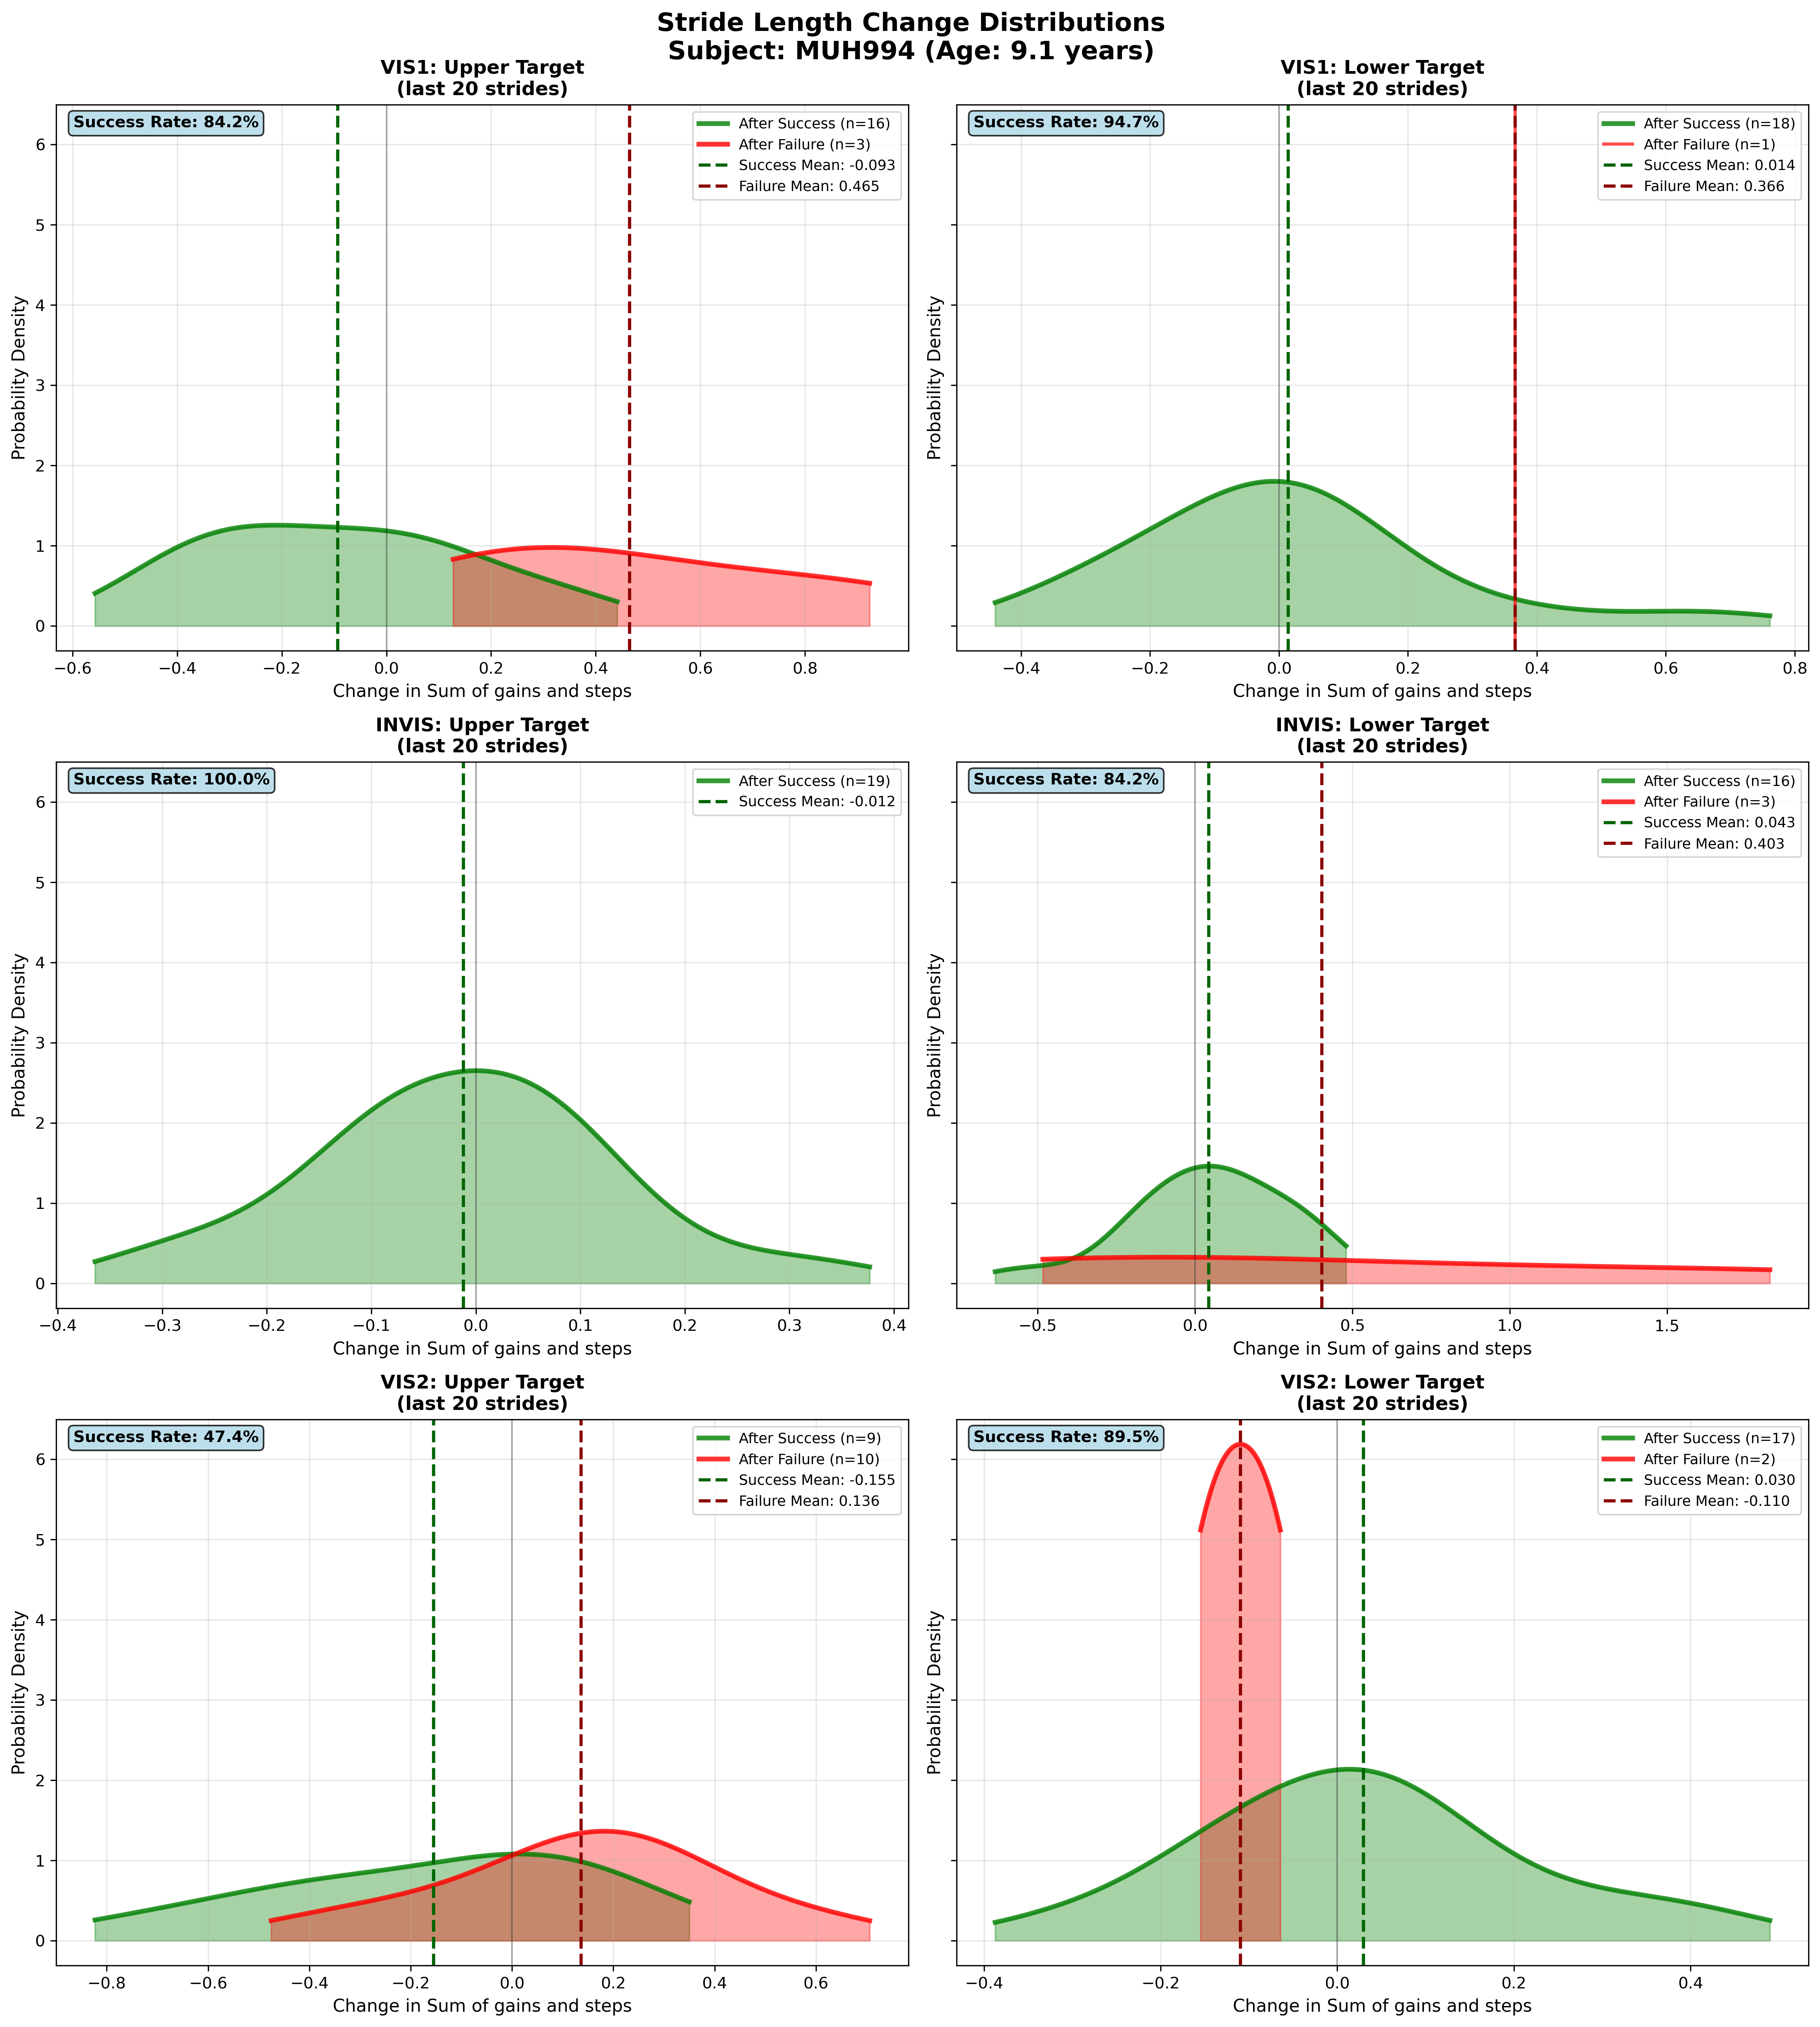 Stride Length Change Distributions
Subject: MUH994 (Age: 9.1 years)
VIS1: Upper Target
(last 20 strides)
Success Rate: 84.2%
After Success (n=16)
After Failure (n=3)
Success Mean: -0.093
Failure Mean: 0.465
Probability Density
6
5
4
3
2
1
0
−0.6 −0.4 −0.2 0.0 0.2 0.4 0.6 0.8
Change in Sum of gains and steps
VIS1: Lower Target
(last 20 strides)
Success Rate: 94.7%
After Success (n=18)
After Failure (n=1)
Success Mean: 0.014
Failure Mean: 0.366
Probability Density
−0.4 −0.2 0.0 0.2 0.4 0.6 0.8
Change in Sum of gains and steps
INVIS: Upper Target
(last 20 strides)
Success Rate: 100.0%
After Success (n=19)
Success Mean: -0.012
Probability Density
6
5
4
3
2
1
0
−0.4 −0.3 −0.2 −0.1 0.0 0.1 0.2 0.3 0.4
Change in Sum of gains and steps
INVIS: Lower Target
(last 20 strides)
Success Rate: 84.2%
After Success (n=16)
After Failure (n=3)
Success Mean: 0.043
Failure Mean: 0.403
Probability Density
−0.5 0.0 0.5 1.0 1.5
Change in Sum of gains and steps
VIS2: Upper Target
(last 20 strides)
Success Rate: 47.4%
After Success (n=9)
After Failure (n=10)
Success Mean: -0.155
Failure Mean: 0.136
Probability Density
6
5
4
3
2
1
0
−0.8 −0.6 −0.4 −0.2 0.0 0.2 0.4 0.6
Change in Sum of gains and steps
VIS2: Lower Target
(last 20 strides)
Success Rate: 89.5%
After Success (n=17)
After Failure (n=2)
Success Mean: 0.030
Failure Mean: -0.110
Probability Density
−0.4 −0.2 0.0 0.2 0.4
Change in Sum of gains and steps